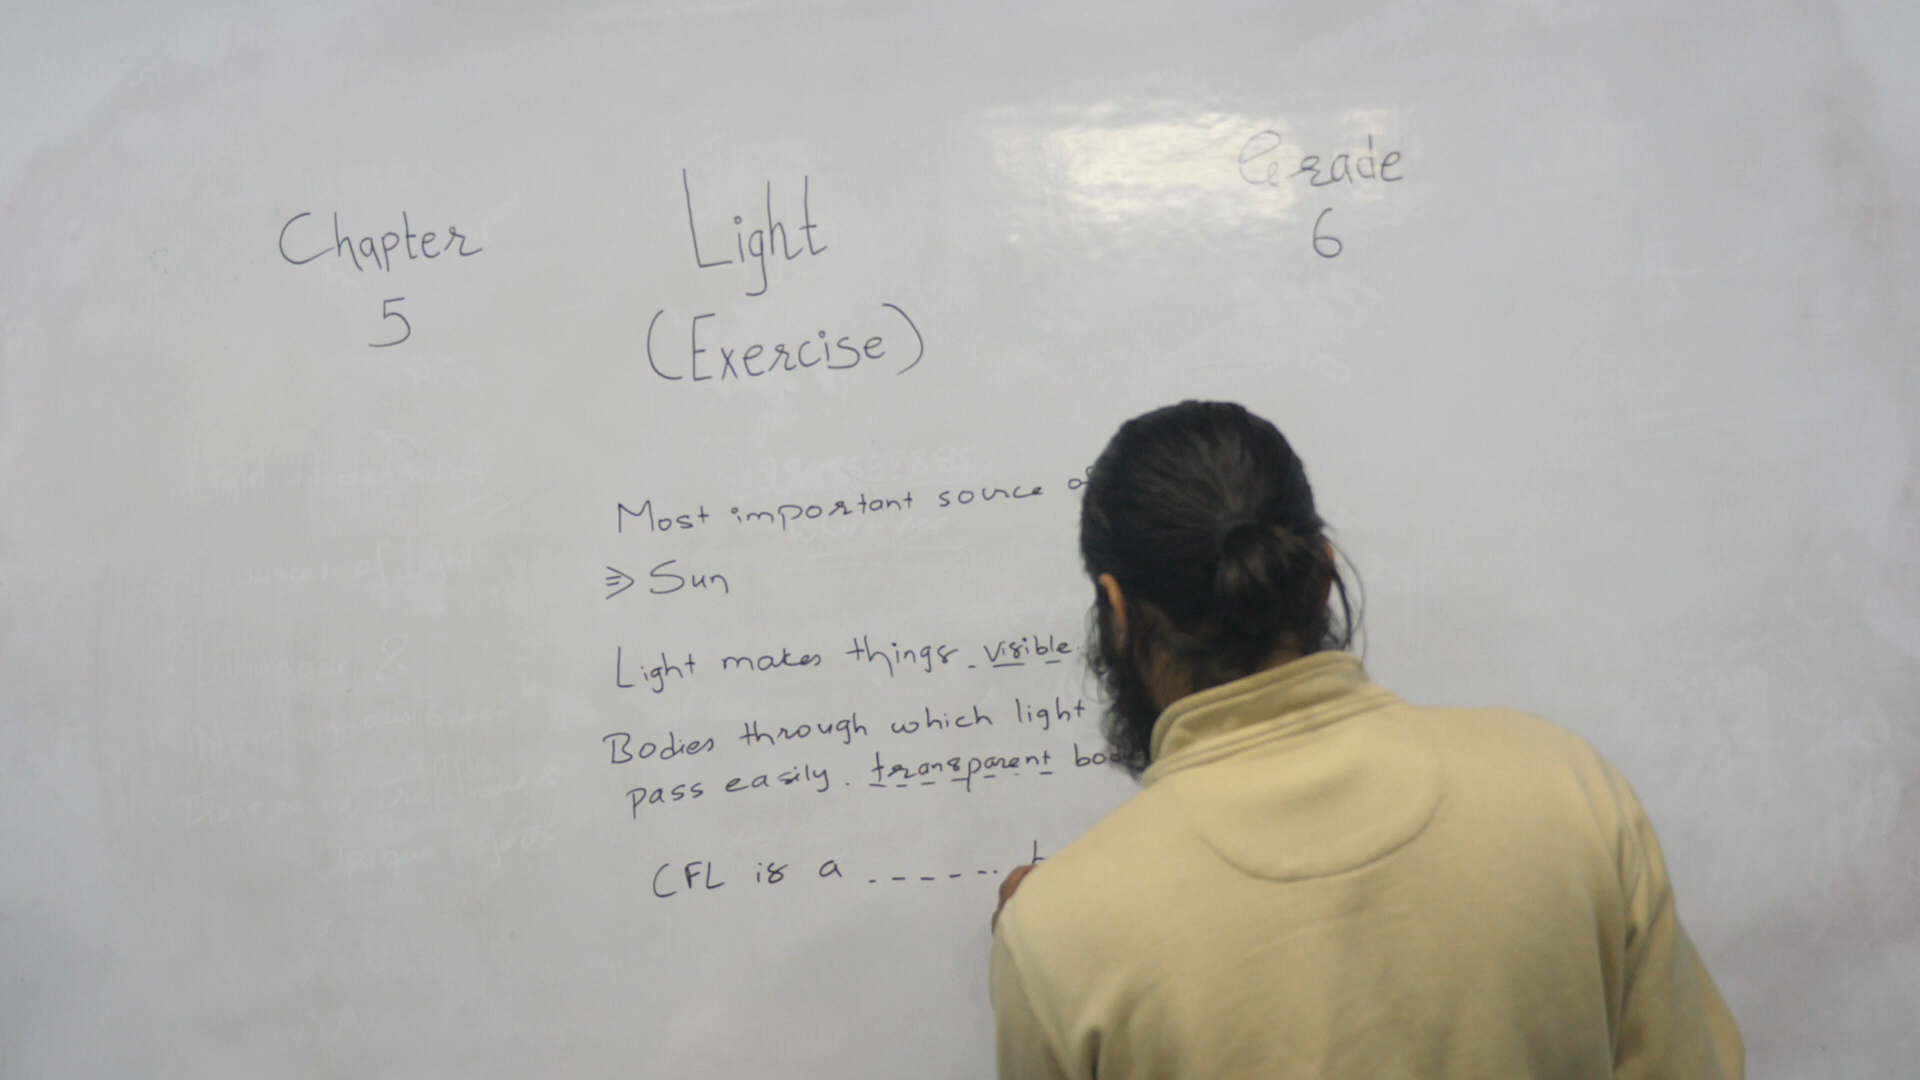 Chapter
5
Light
(Exercise)
Grade
6
Most important source of
⇒ Sun
Light makes things visible.
Bodies through which light
pass easily. transparent
CFL is a ------